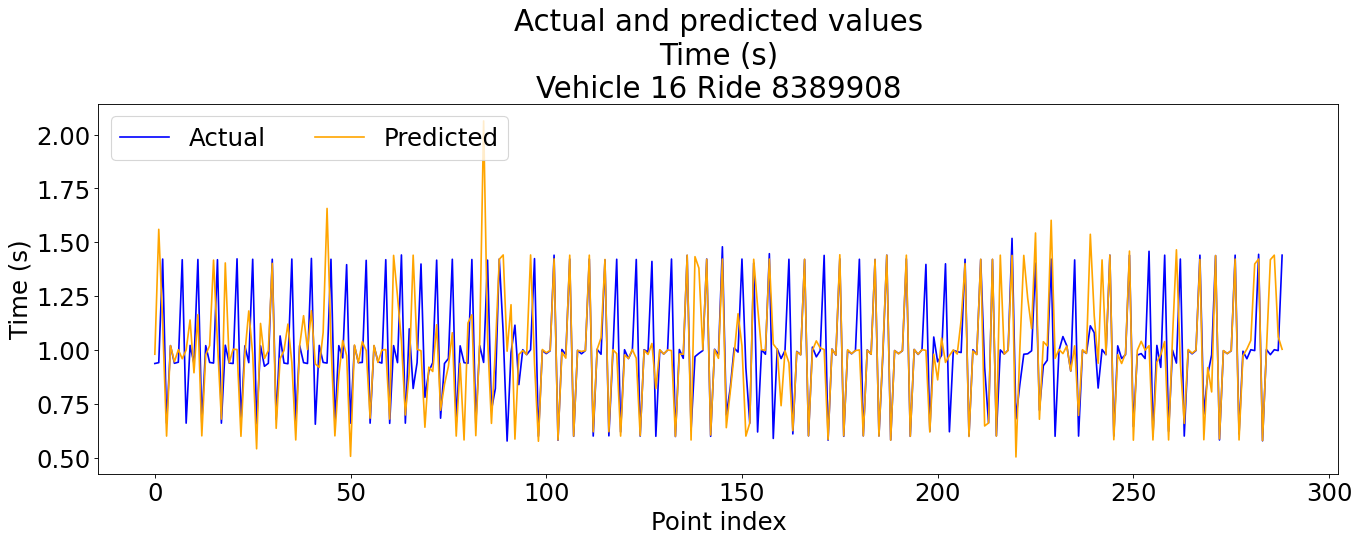 Actual and predicted values
Time (s)
Vehicle 16 Ride 8389908
Actual
Predicted
2.00
1.75
1.50
1.25
1.00
0.75
0.50
Time (s)
0
50
100
150
200
250
300
Point index